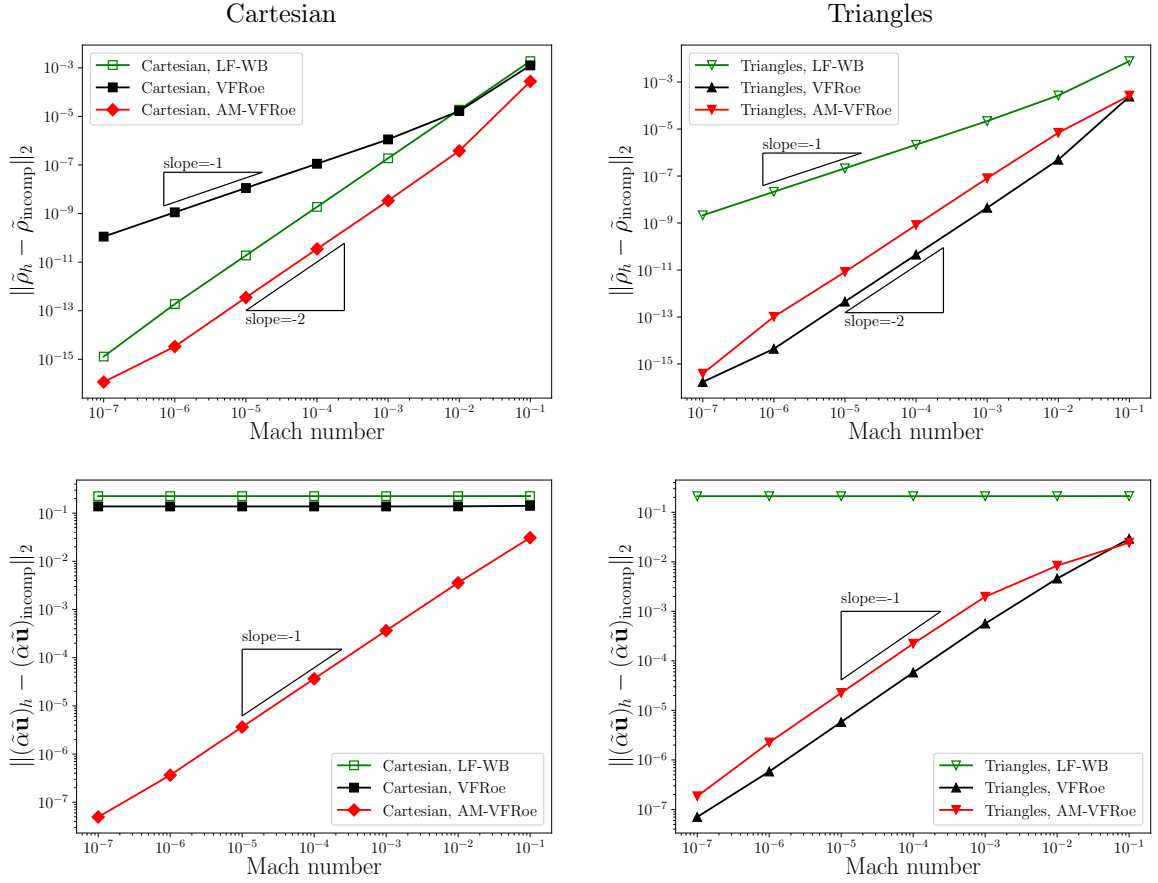 Cartesian
Triangles
10⁻³
10⁻⁵
10⁻⁷
10⁻⁹
10⁻¹¹
10⁻¹³
10⁻¹⁵
‖ρ̃ₕ − ρ̃_incomp‖₂
Cartesian, LF-WB
Cartesian, VFRoe
Cartesian, AM-VFRoe
slope=-1
slope=-2
10⁻⁷ 10⁻⁶ 10⁻⁵ 10⁻⁴ 10⁻³ 10⁻² 10⁻¹
Mach number
10⁻³
10⁻⁵
10⁻⁷
10⁻⁹
10⁻¹¹
10⁻¹³
10⁻¹⁵
‖ρ̃ₕ − ρ̃_incomp‖₂
Triangles, LF-WB
Triangles, VFRoe
Triangles, AM-VFRoe
slope=-1
slope=-2
10⁻⁷ 10⁻⁶ 10⁻⁵ 10⁻⁴ 10⁻³ 10⁻² 10⁻¹
Mach number
10⁻¹
10⁻²
10⁻³
10⁻⁴
10⁻⁵
10⁻⁶
10⁻⁷
‖(α̃ũ)ₕ − (α̃ũ)_incomp‖₂
slope=-1
Cartesian, LF-WB
Cartesian, VFRoe
Cartesian, AM-VFRoe
10⁻⁷ 10⁻⁶ 10⁻⁵ 10⁻⁴ 10⁻³ 10⁻² 10⁻¹
Mach number
10⁻¹
10⁻²
10⁻³
10⁻⁴
10⁻⁵
10⁻⁶
10⁻⁷
‖(α̃ũ)ₕ − (α̃ũ)_incomp‖₂
slope=-1
Triangles, LF-WB
Triangles, VFRoe
Triangles, AM-VFRoe
10⁻⁷ 10⁻⁶ 10⁻⁵ 10⁻⁴ 10⁻³ 10⁻² 10⁻¹
Mach number